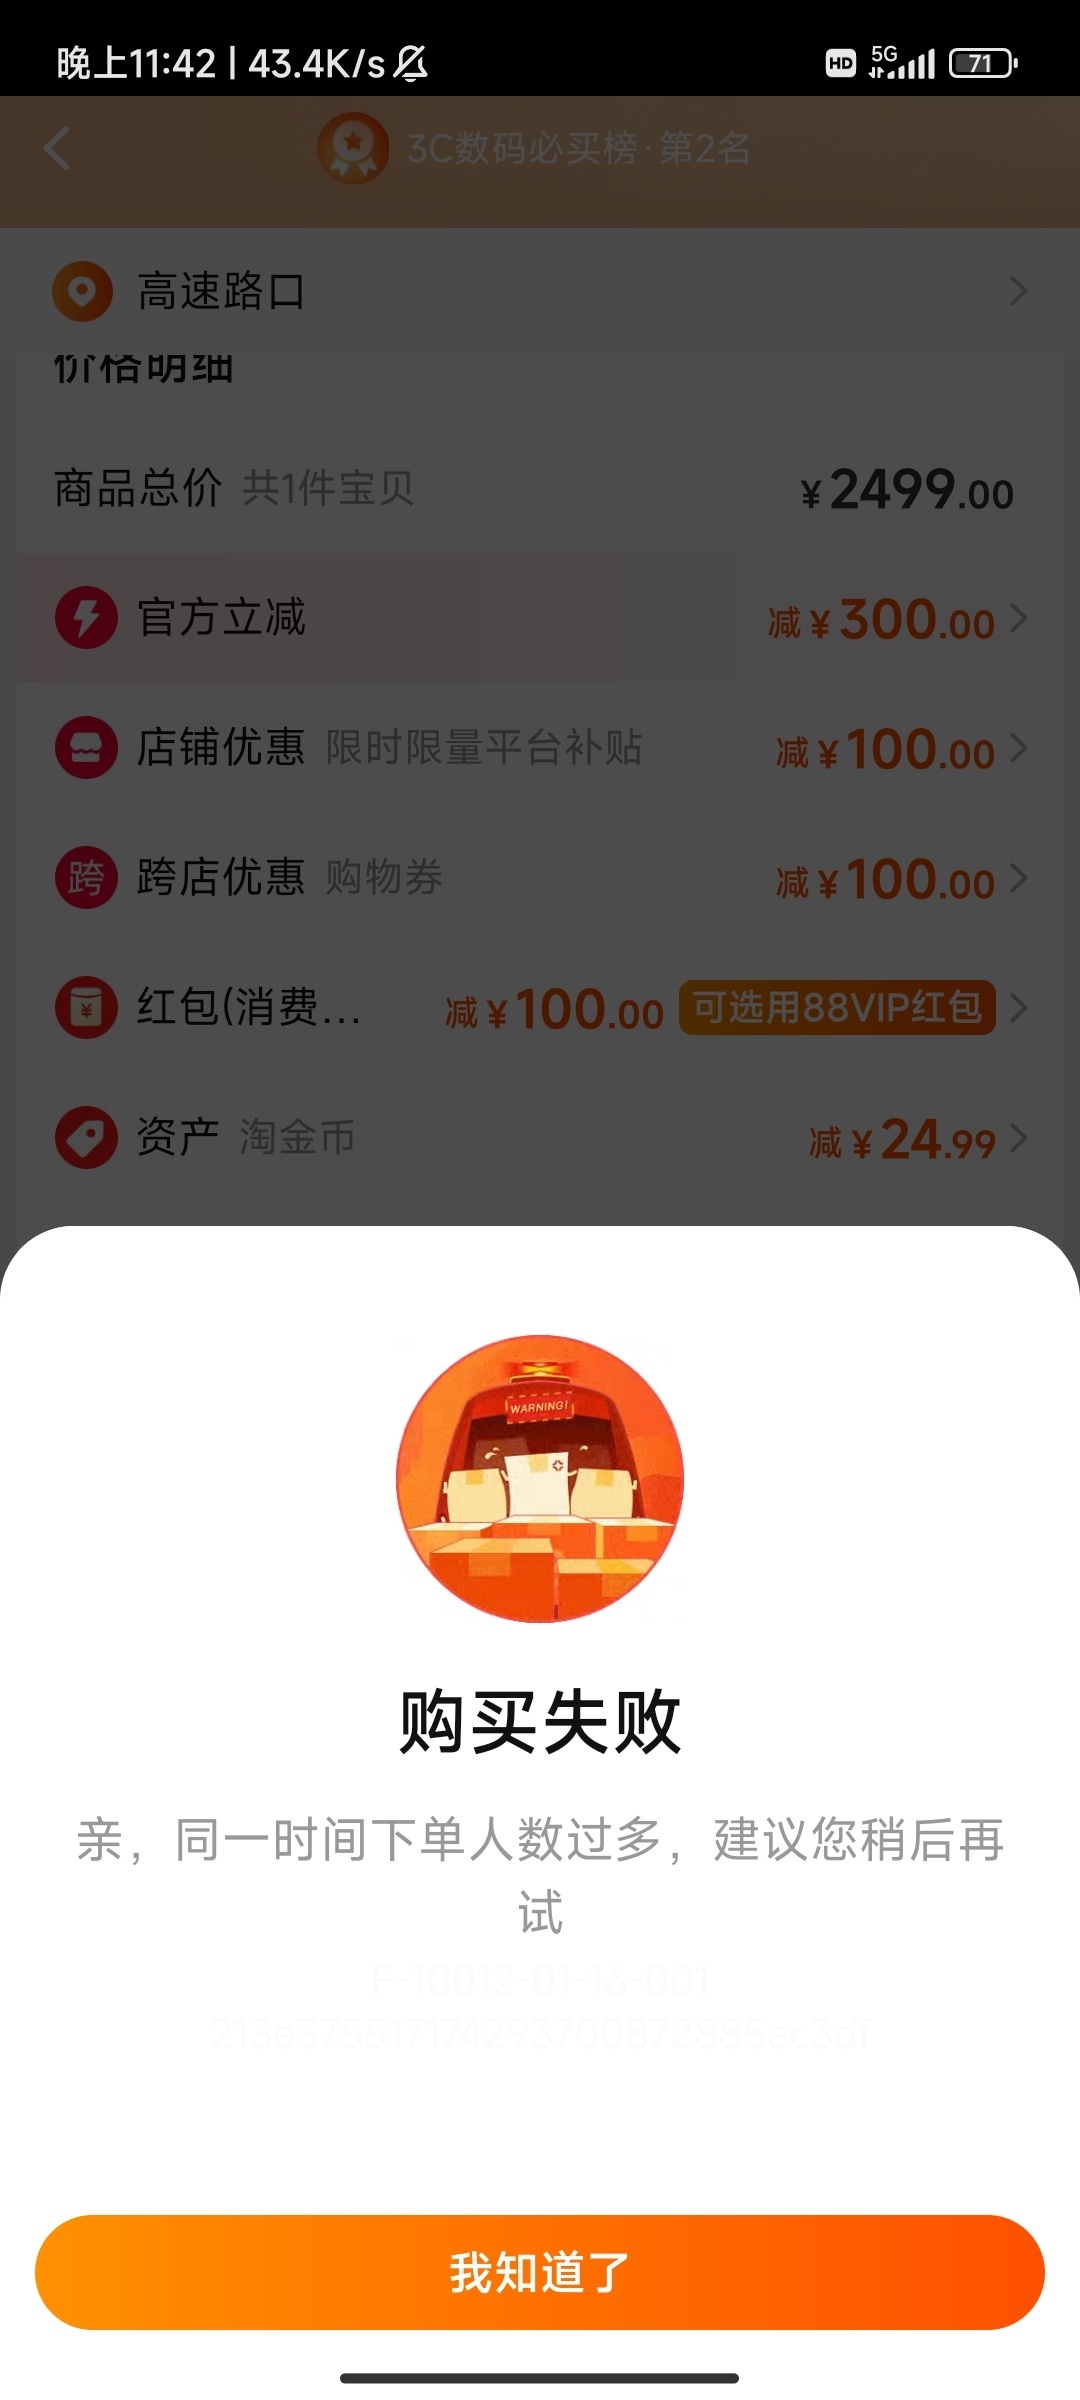 晚上11:42 | 43.4K/s HD 5G 71
3C数码必买榜·第2名
高速路口
价格明细
商品总价 共1件宝贝 ¥2499.00
官方立减 减¥300.00
店铺优惠 限时限量平台补贴 减¥100.00
跨 跨店优惠 购物券 减¥100.00
¥ 红包(消费... 减¥100.00 可选用88VIP红包
资产 淘金币 减¥24.99
WARNING!
购买失败
亲，同一时间下单人数过多，建议您稍后再
试
F-10012-01-16-001
213e375517174293700872885ec3df
我知道了